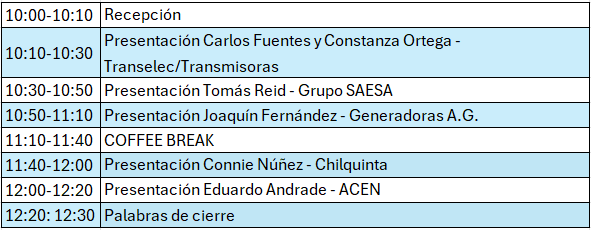 10:00-10:10 Recepción
10:10-10:30 Presentación Carlos Fuentes y Constanza Ortega -
Transelec/Transmisoras
10:30-10:50 Presentación Tomás Reid - Grupo SAESA
10:50-11:10 Presentación Joaquín Fernández - Generadoras A.G.
11:10-11:40 COFFEE BREAK
11:40-12:00 Presentación Connie Núñez - Chilquinta
12:00-12:20 Presentación Eduardo Andrade - ACEN
12:20: 12:30 Palabras de cierre